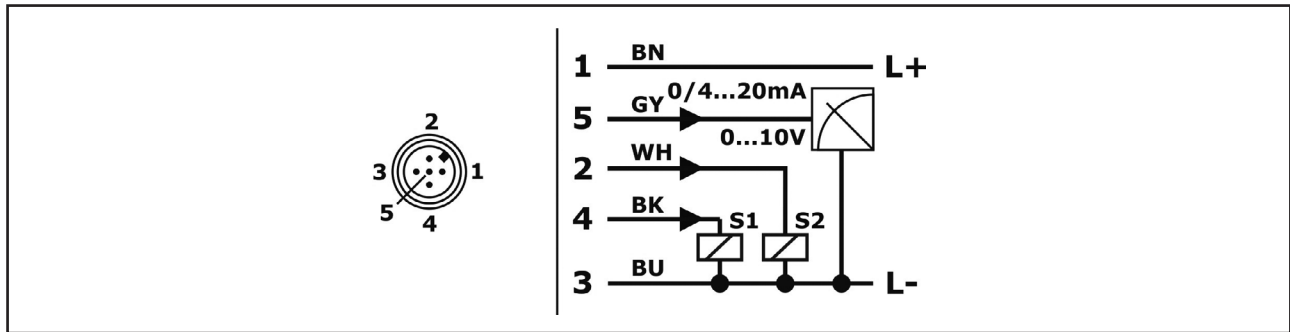 2
3 1
5
4
1 BN L+
0/4...20mA
5 GY
0...10V
2 WH
4 BK S1 S2
3 BU L-